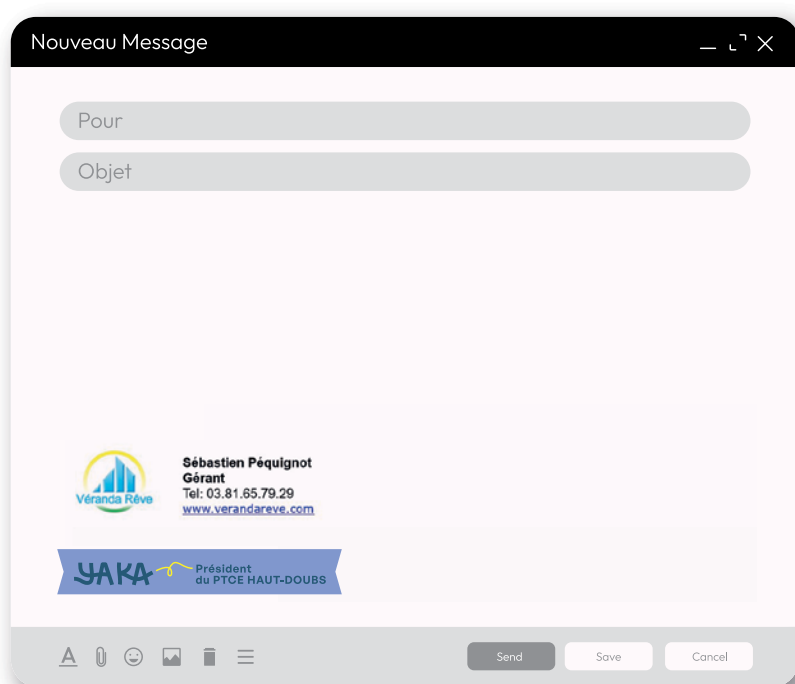 Nouveau Message
Pour
Objet
Véranda Rêve
Sébastien Péquignot
Gérant
Tel: 03.81.65.79.29
www.verandareve.com
YAKA
Président
du PTCE HAUT-DOUBS
A
Send Save Cancel